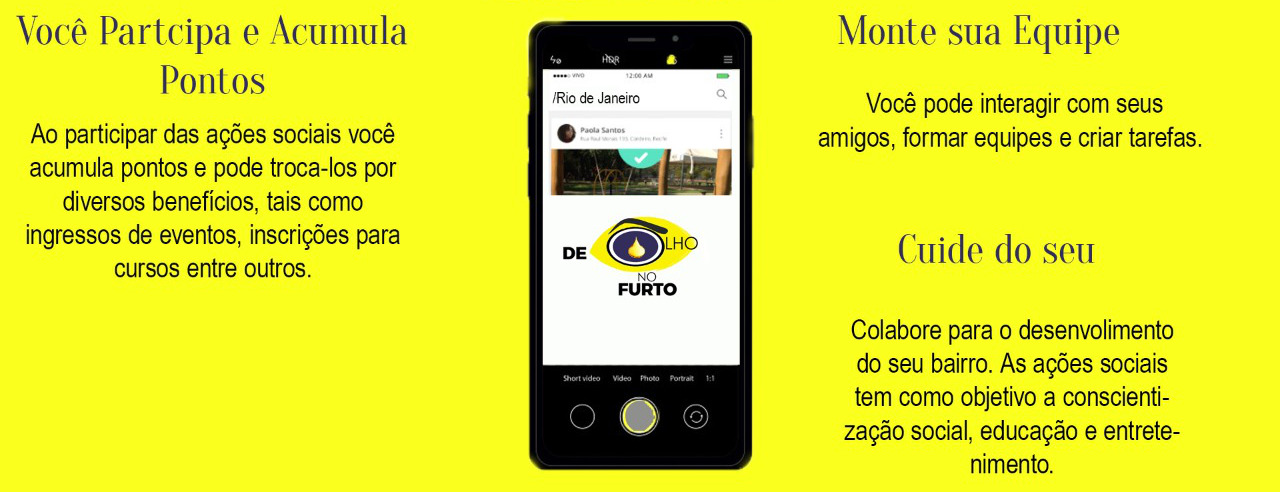 Você Partcipa e Acumula
Pontos
Ao participar das ações sociais você
acumula pontos e pode troca-los por
diversos benefícios, tais como
ingressos de eventos, inscrições para
cursos entre outros.
HDR
VIVO 12:00 AM
/Rio de Janeiro
Paola Santos
DE LHO
NO
FURTO
Short video Video Photo Portrait 1:1
Monte sua Equipe
Você pode interagir com seus
amigos, formar equipes e criar tarefas.
Cuide do seu
Colabore para o desenvolimento
do seu bairro. As ações sociais
tem como objetivo a conscienti-
zação social, educação e entrete-
nimento.